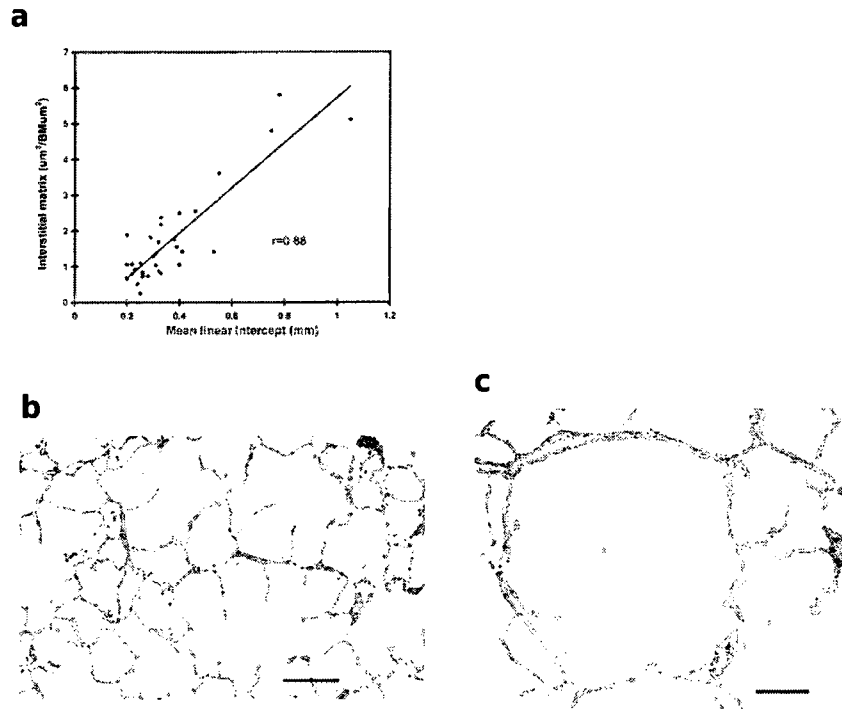 a
7
6
5
4
3
2
1
0
Interstitial matrix (um³/BMum²)
r=0.88
0
0.2
0.4
0.6
0.8
1
1.2
Mean linear intercept (mm)
b
c